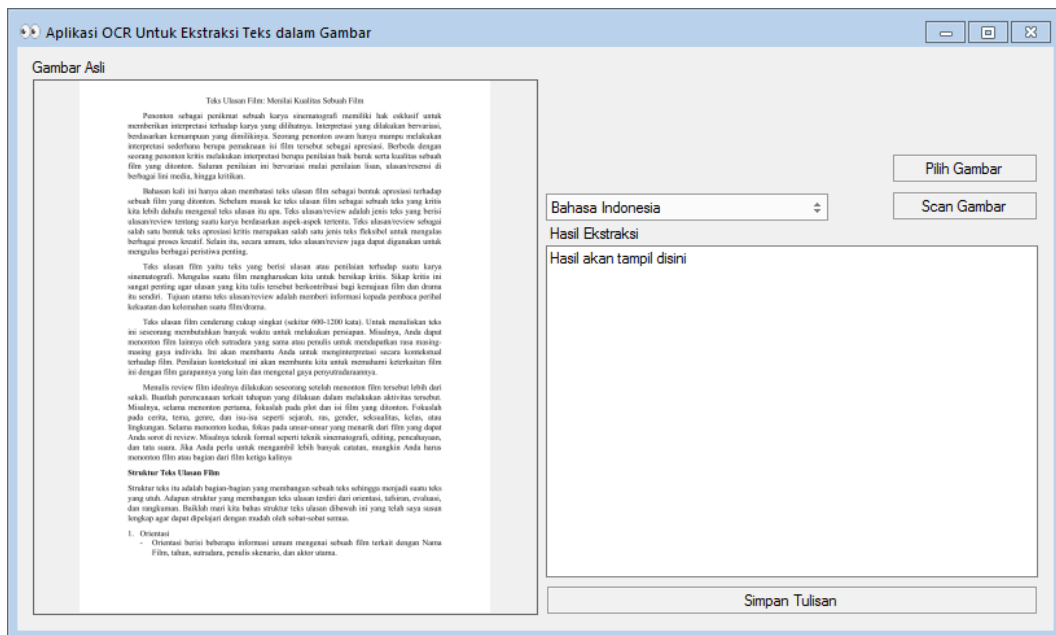 Aplikasi OCR Untuk Ekstraksi Teks dalam Gambar
Gambar Asli
Teks Ulasan Film: Menilai Kualitas Sebuah Film
Penonton sebagai penikmat sebuah karya sinematografi memiliki hak esklusif untuk
memberikan interpretasi terhadap karya yang dilihatnya. Interpretasi yang dilakukan bervariasi,
berdasarkan kemampuan yang dimilikinya. Seorang penonton awam hanya mampu melakukan
interpretasi sederhana berupa pemaknaan isi film tersebut sebagai apresiasi. Berbeda dengan
seorang penonton kritis melakukan interpretasi berupa penilaian baik buruk serta kualitas sebuah
film yang ditonton. Saluran penilaian ini bervariasi mulai penilaian lisan, ulasan/resensi di
berbagai lini media, hingga kritikan.
Bahasan kali ini hanya akan membatasi teks ulasan film sebagai bentuk apresiasi terhadap
sebuah film yang ditonton. Sebelum masuk ke teks ulasan film sebagai sebuah teks yang kritis
kita lebih dahulu mengenal teks ulasan itu apa. Teks ulasan/review adalah jenis teks yang berisi
ulasan/review tentang suatu karya berdasarkan aspek-aspek tertentu. Teks ulasan/review sebagai
salah satu bentuk teks apresiasi kritis merupakan salah satu jenis teks fleksibel untuk mengulas
berbagai proses kreatif. Selain itu, secara umum, teks ulasan/review juga dapat digunakan untuk
mengulas berbagai peristiwa penting.
Teks ulasan film yaitu teks yang berisi ulasan atau penilaian terhadap suatu karya
sinematografi. Mengulas suatu film mengharuskan kita untuk bersikap kritis. Sikap kritis ini
sangat penting agar ulasan yang kita tulis tersebut berkontribusi bagi kemajuan film dan drama
itu sendiri. Tujuan utama teks ulasan/review adalah memberi informasi kepada pembaca perihal
kekuatan dan kelemahan suatu film/drama.
Teks ulasan film cenderung cukup singkat (sekitar 600-1200 kata). Untuk menuliskan teks
ini seseorang membutuhkan banyak waktu untuk melakukan persiapan. Misalnya, Anda dapat
menonton film lainnya oleh sutradara yang sama atau penulis untuk mendapatkan rasa masing-
masing gaya individu. Ini akan membantu Anda untuk menginterpretasi secara kontekstual
terhadap film. Penilaian kontekstual ini akan membantu kita untuk memahami keterkaitan film
ini dengan film garapannya yang lain dan mengenal gaya penyutradaraannya.
Menulis review film idealnya dilakukan seseorang setelah menonton film tersebut lebih dari
sekali. Buatlah perencanaan terkait tahapan yang dilakuan dalam melakukan aktivitas tersebut.
Misalnya, selama menonton pertama, fokuslah pada plot dan isi film yang ditonton. Fokuslah
pada cerita, tema, genre, dan isu-isu seperti sejarah, ras, gender, seksualitas, kelas, atau
lingkungan. Selama menonton kedua, fokus pada unsur-unsur yang menarik dari film yang dapat
Anda sorot di review. Misalnya teknik formal seperti teknik sinematografi, editing, pencahayaan,
dan tata suara. Jika Anda perlu untuk mengambil lebih banyak catatan, mungkin Anda harus
menonton film atau bagian dari film ketiga kalinya
Struktur Teks Ulasan Film
Struktur teks itu adalah bagian-bagian yang membangun sebuah teks sehingga menjadi suatu teks
yang utuh. Adapun struktur yang membangun teks ulasan terdiri dari orientasi, tafsiran, evaluasi,
dan rangkuman. Baiklah mari kita bahas struktur teks ulasan dibawah ini yang telah saya susun
lengkap agar dapat dipelajari dengan mudah oleh sobat-sobat semua.
1. Orientasi
- Orientasi berisi beberapa informasi umum mengenai sebuah film terkait dengan Nama
Film, tahun, sutradara, penulis skenario, dan aktor utama.
Pilih Gambar
Bahasa Indonesia
Scan Gambar
Hasil Ekstraksi
Hasil akan tampil disini
Simpan Tulisan